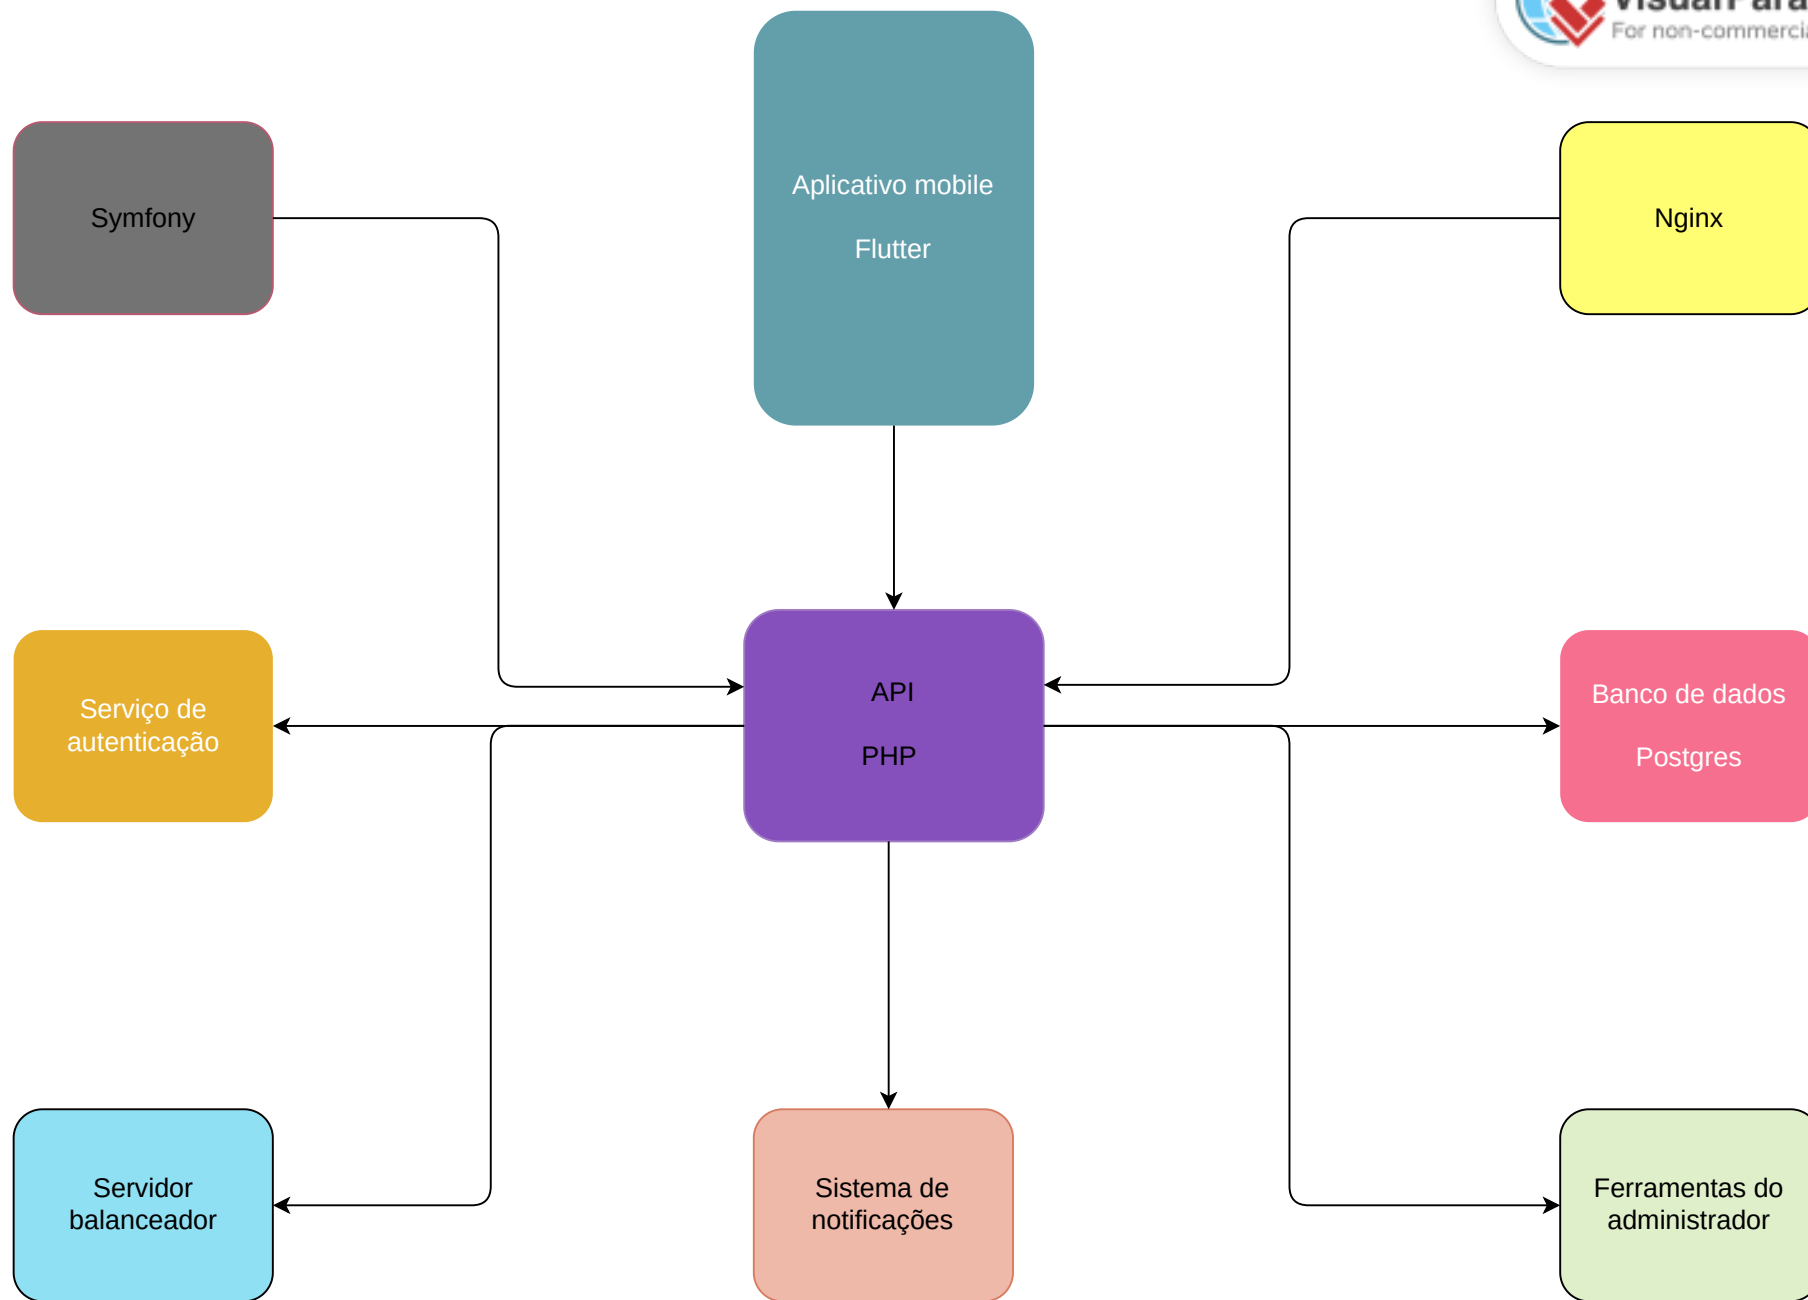 For non-commercia
Aplicativo mobile
Flutter
Symfony
Nginx
API
PHP
Serviço de
autenticação
Banco de dados
Postgres
Servidor
balanceador
Sistema de
notificações
Ferramentas do
administrador